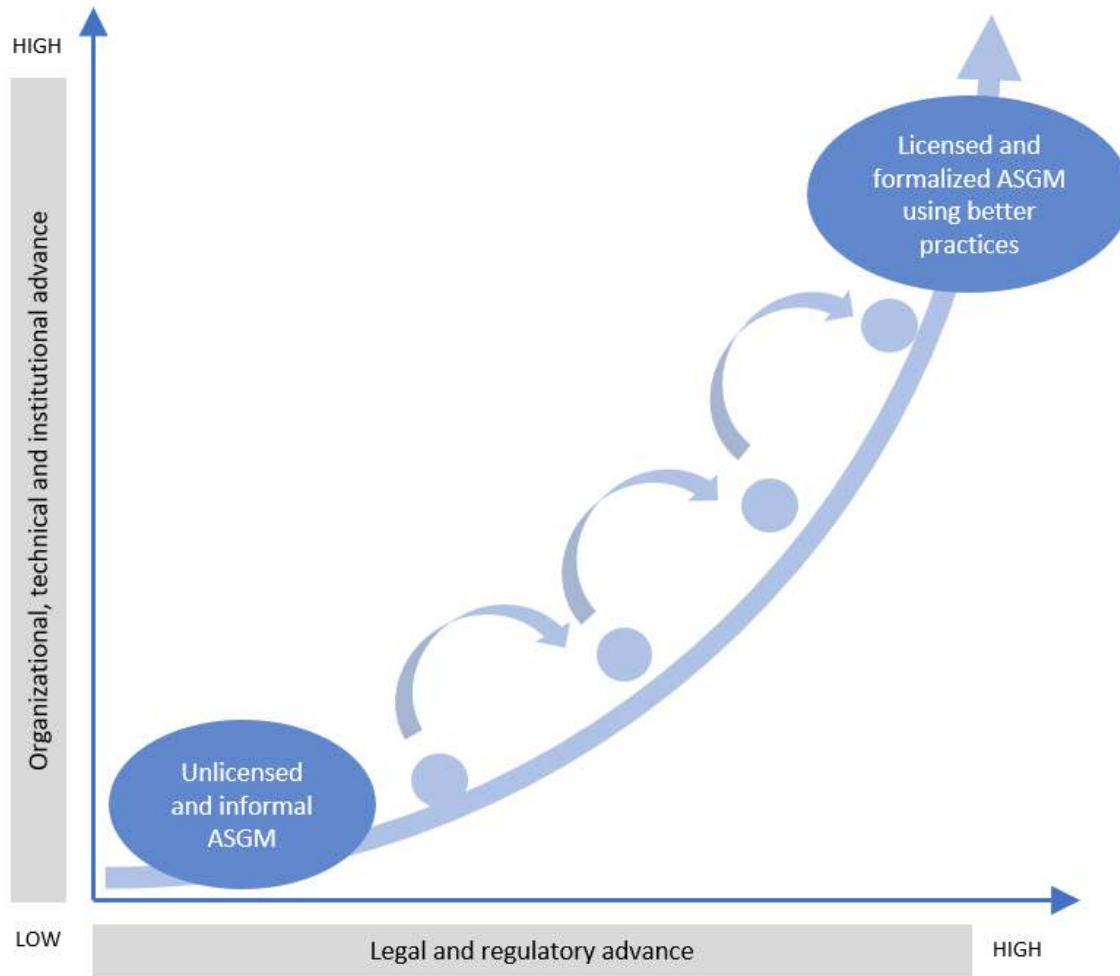 HIGH
Organizational, technical and institutional advance
Licensed and
formalized ASGM
using better
practices
Unlicensed
and informal
ASGM
LOW
Legal and regulatory advance
HIGH